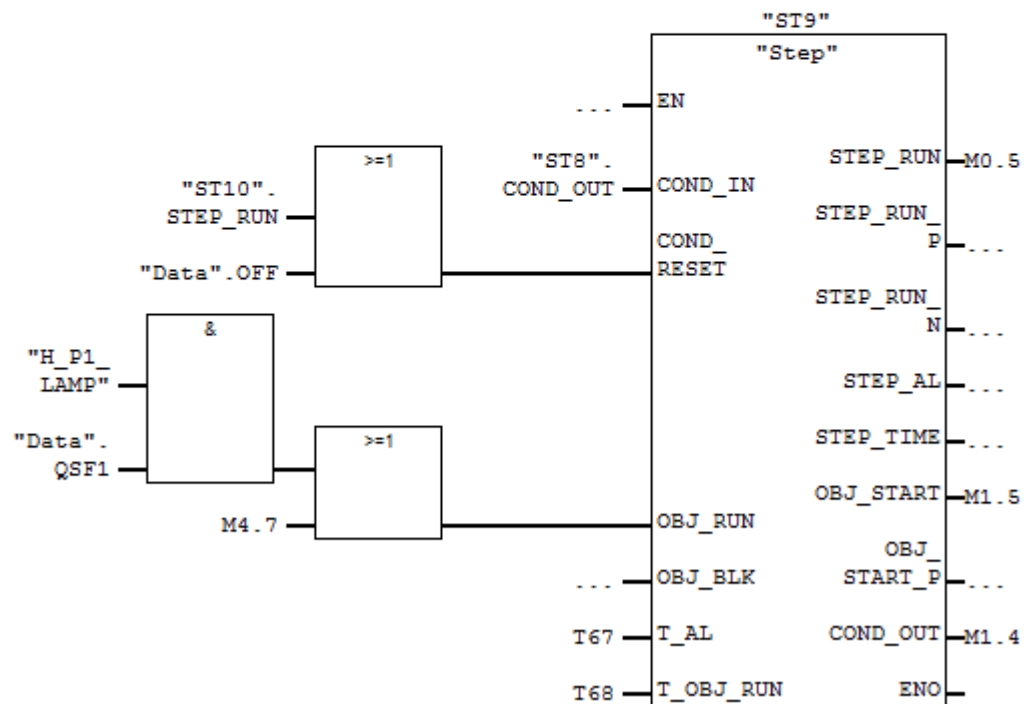 "ST9"
"Step"
... EN
>=1
"ST8".
STEP_RUN M0.5
"ST10".
COND_OUT COND_IN
STEP_RUN
STEP_RUN_
P ...
COND_
"Data".OFF
RESET
STEP_RUN_
N ...
&
"H_P1_
LAMP"
STEP_AL ...
"Data".
>=1
STEP_TIME ...
QSF1
OBJ_START M1.5
M4.7
OBJ_RUN
OBJ_
... OBJ_BLK
START_P ...
T67 T_AL
COND_OUT M1.4
T68 T_OBJ_RUN
ENO